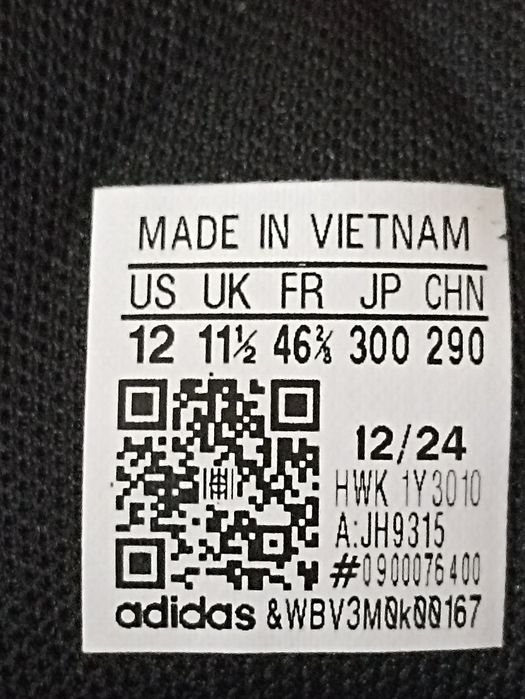 MADE IN VIETNAM
US UK FR JP CHN
12 11½ 46⅔ 300 290
12/24
HWK 1Y3010
A:JH9315
#0900076400
adidas &WBV3M0k00167